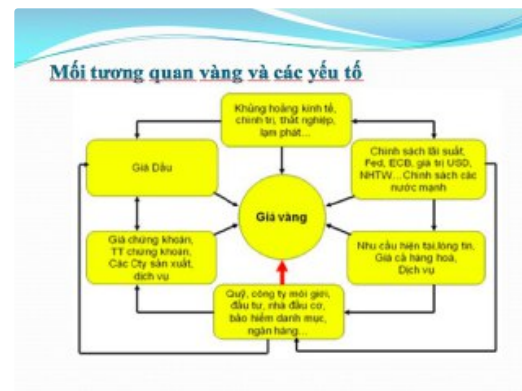 Mối tương quan vàng và các yếu tố
Khủng hoảng kinh tế,
chính trị, thất nghiệp,
lạm phát...
Giá Dầu
Chính sách lãi suất,
Fed, ECB, giá trị USD,
NHTW... Chính sách các
nước mạnh
Giá vàng
Giá chứng khoán,
TT chứng khoán,
Các Cty sản xuất,
dịch vụ
Nhu cầu hiện tại,lòng tin.
Giá cả hàng hoá,
Dịch vụ
Quỹ, công ty môi giới,
đầu tư, nhà đầu cơ,
bảo hiểm danh mục,
ngân hàng...